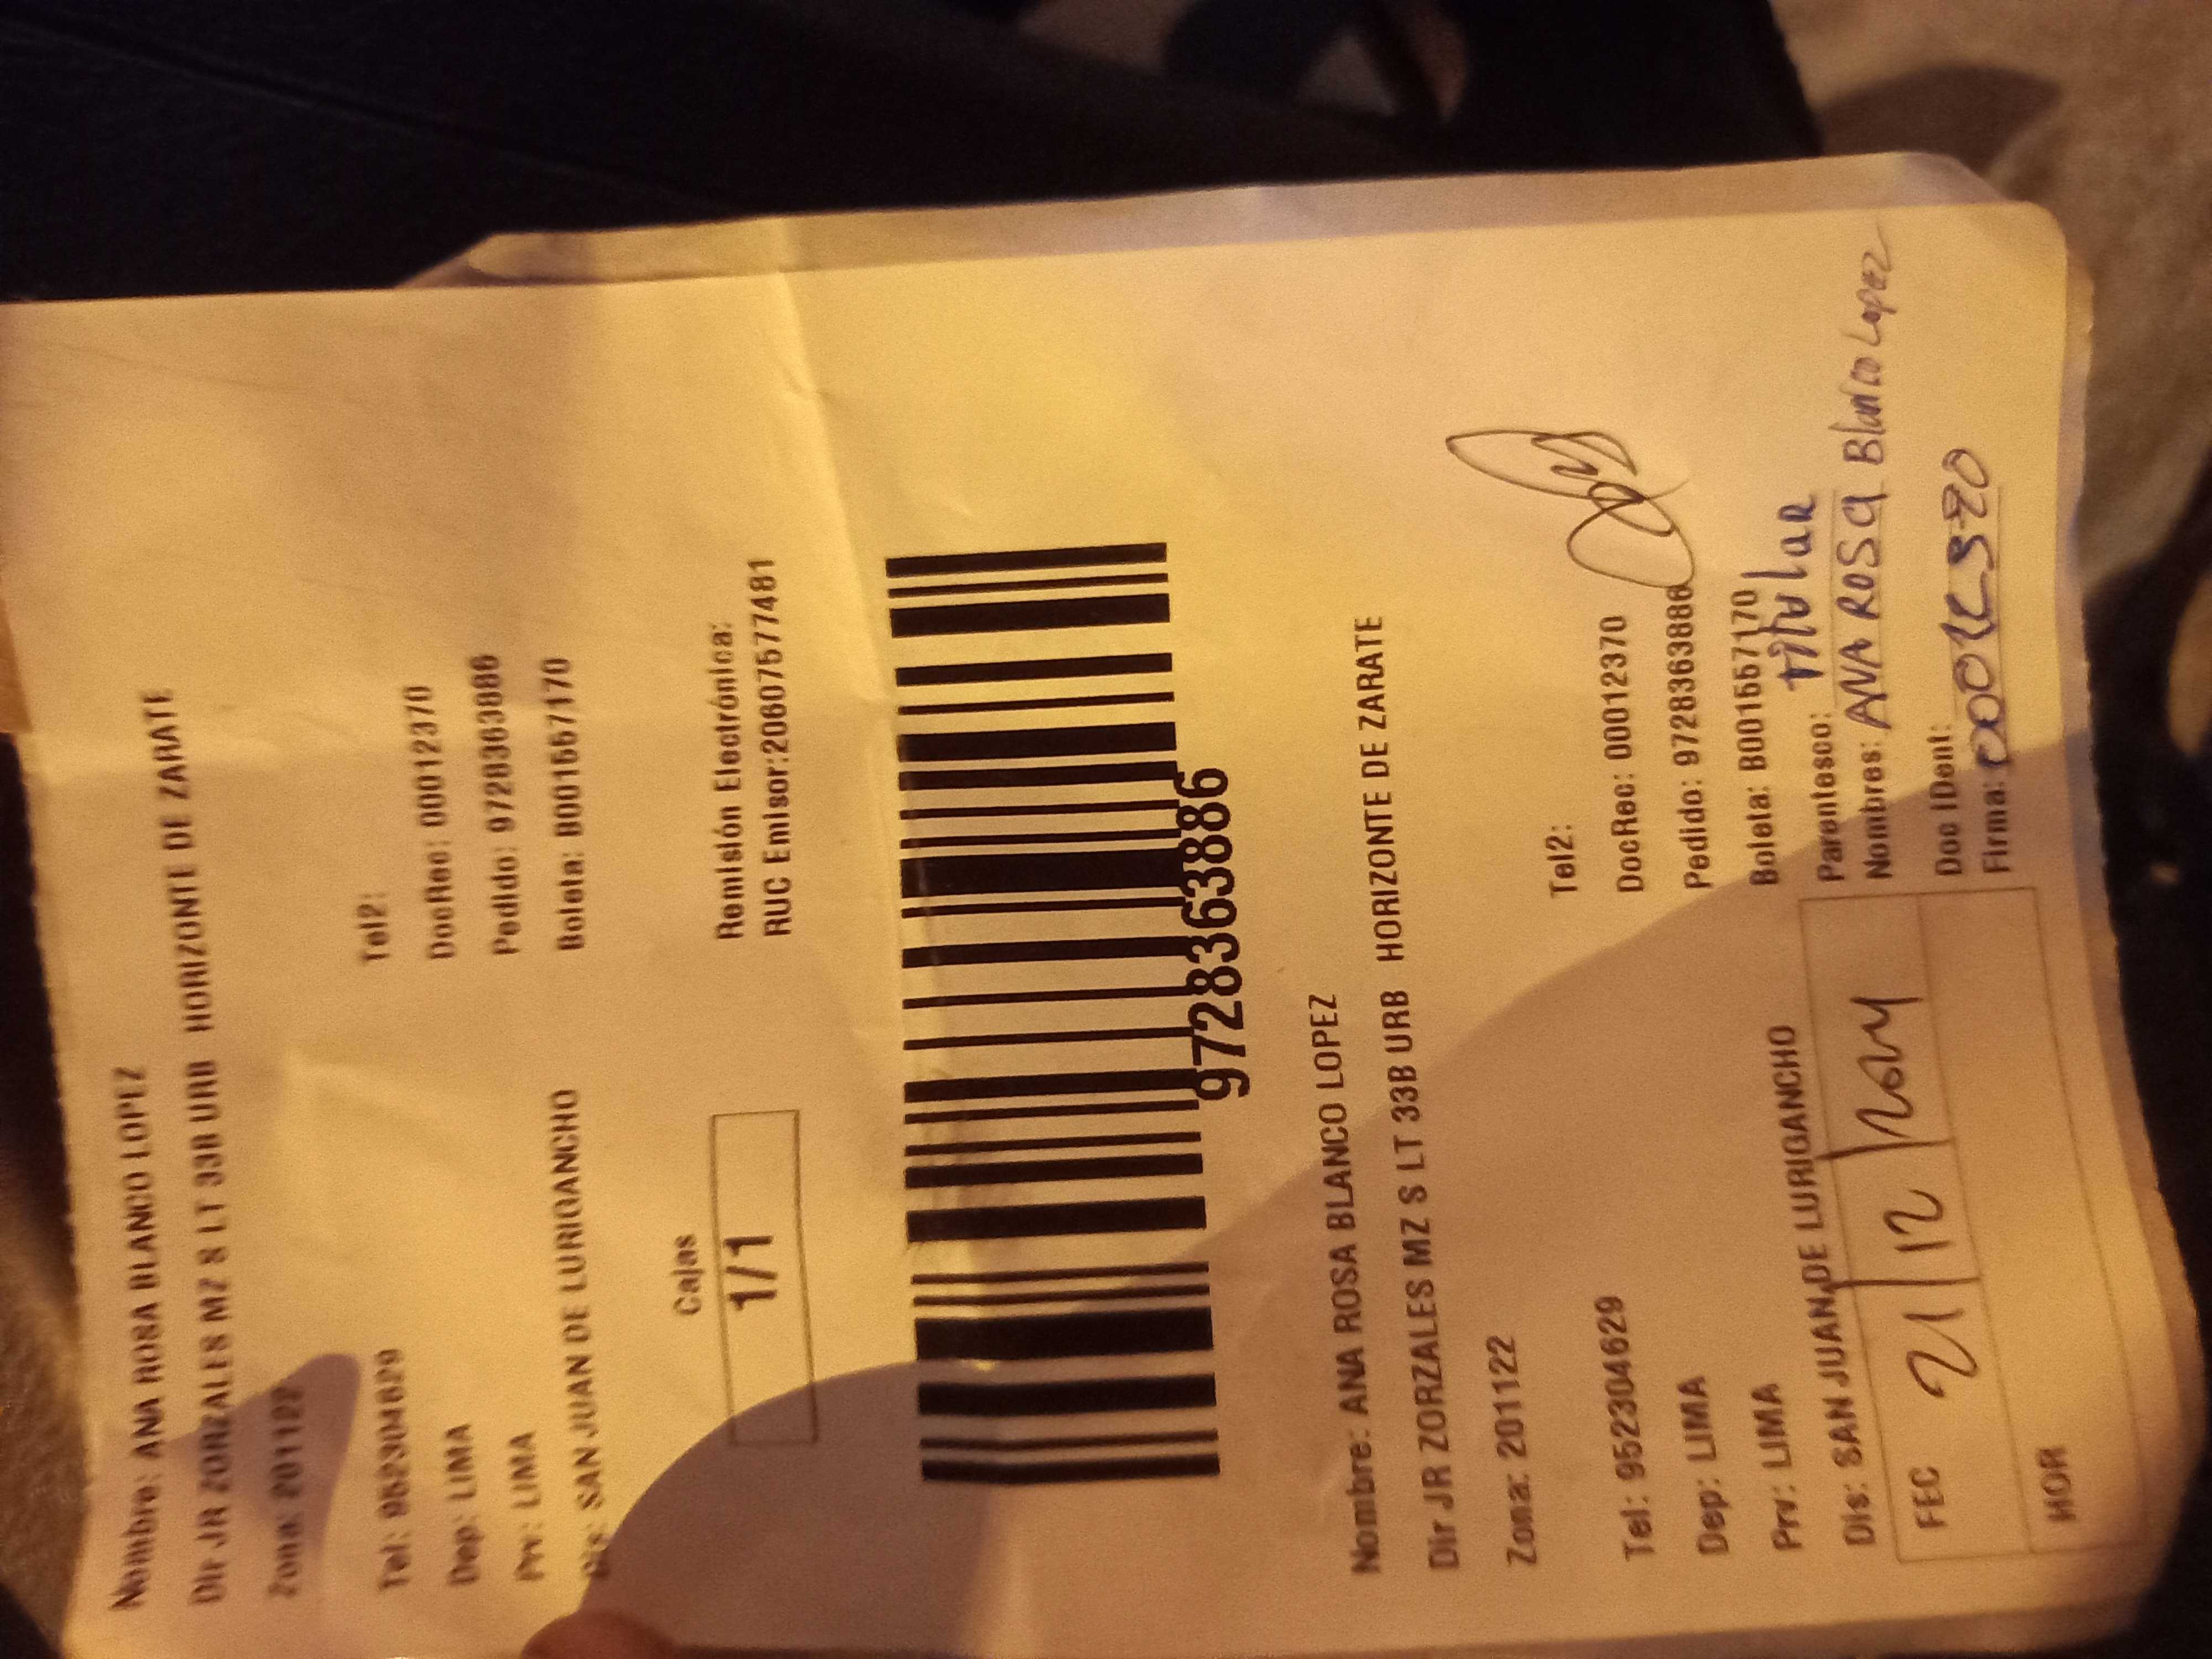 Nombre: ANA ROSA BLANCO LOPEZ
Dir JR ZORZALES MZ S LT 33B URB HORIZONTE DE ZARATE
Zona: 201122
Tel2:
Tel: 952304629
DocRec: 00012370
Dep: LIMA
Pedido: 9728363886
Prv: LIMA
Boleta: B001557170
Dis: SAN JUAN DE LURIGANCHO
Cajas
1/1
Remisión Electrónica:
RUC Emisor:20607577481
9728363886
Nombre: ANA ROSA BLANCO LOPEZ
Dir JR ZORZALES MZ S LT 33B URB HORIZONTE DE ZARATE
Zona: 201122
Tel2:
Tel: 952304629
DocRec: 00012370
Dep: LIMA
Pedido: 9728363886
Prv: LIMA
Boleta: B001557170
Dis: SAN JUAN DE LURIGANCHO
Parentesco: titular
Nombres: ANA ROSA Blanco Lopez
FEC 21/12/
Doc IDent:
Firma:
HOR